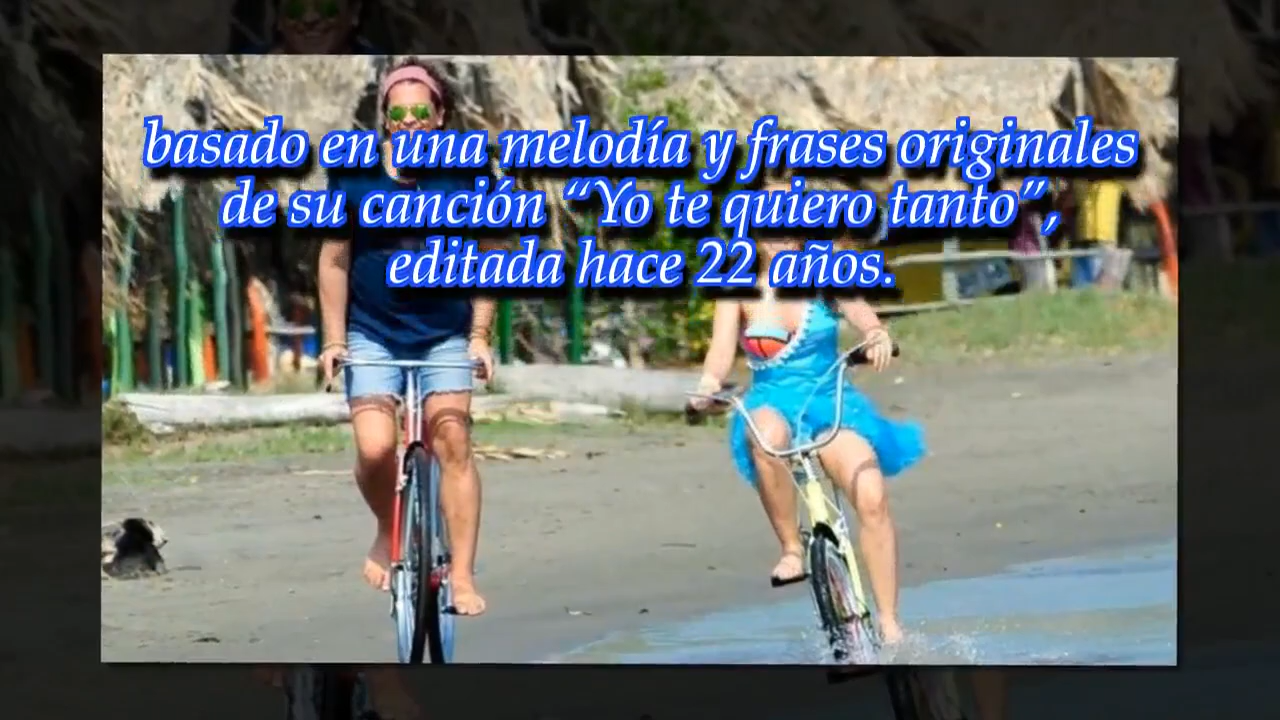 basado en una melodía y frases originales
de su canción “Yo te quiero tanto”,
editada hace 22 años.